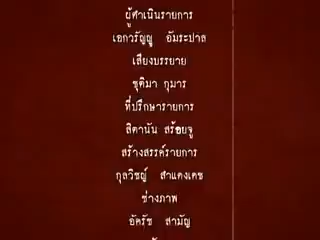 ผู้ดำเนินรายการ
เอกวรัญญู อัมระปาล
เสียงบรรยาย
ชุติมา กุมาร
ที่ปรึกษารายการ
สิตานัน สร้อยจู
สร้างสรรค์รายการ
กุลวิชญ์ สำแดงเดช
ช่างภาพ
อัครัช สามัญ